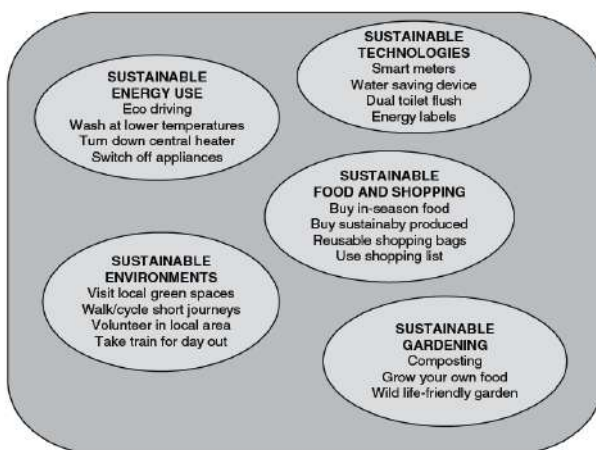 SUSTAINABLE
ENERGY USE
Eco driving
Wash at lower temperatures
Turn down central heater
Switch off appliances
SUSTAINABLE
TECHNOLOGIES
Smart meters
Water saving device
Dual toilet flush
Energy labels
SUSTAINABLE
FOOD AND SHOPPING
Buy in-season food
Buy sustainaby produced
Reusable shopping bags
Use shopping list
SUSTAINABLE
ENVIRONMENTS
Visit local green spaces
Walk/cycle short journeys
Volunteer in local area
Take train for day out
SUSTAINABLE
GARDENING
Composting
Grow your own food
Wild life-friendly garden